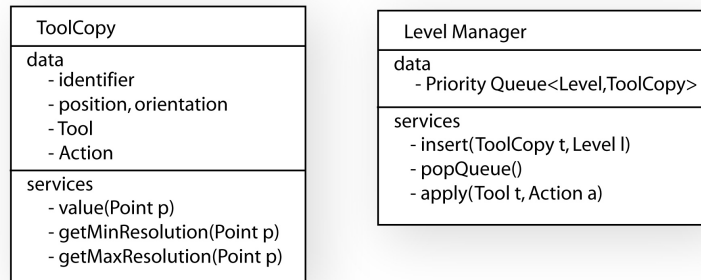 ToolCopy
data
- identifier
- position, orientation
- Tool
- Action
services
- value(Point p)
- getMinResolution(Point p)
- getMaxResolution(Point p)
Level Manager
data
- Priority Queue<Level,ToolCopy>
services
- insert(ToolCopy t, Level l)
- popQueue()
- apply(Tool t, Action a)